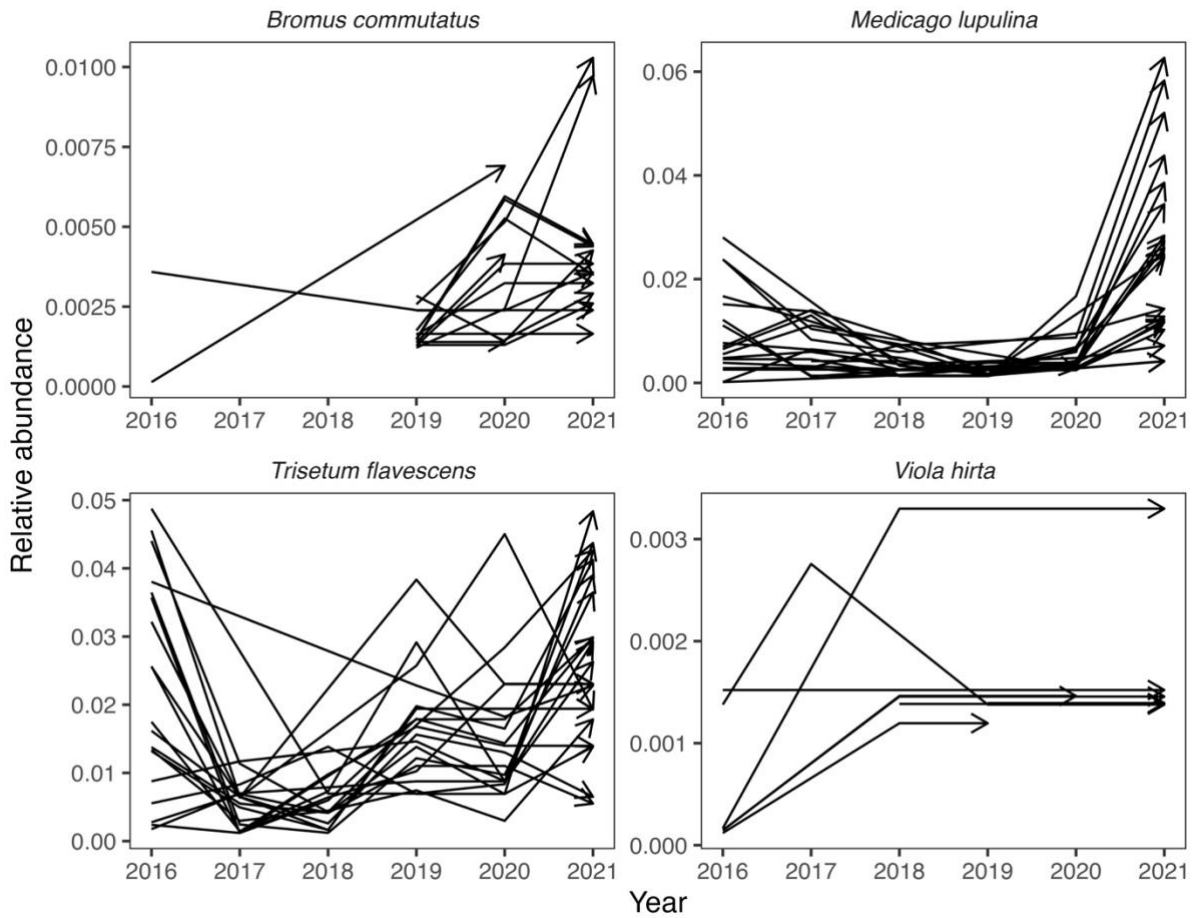 Bromus commutatus
Medicago lupulina
0.0100
0.0075
0.0050
0.0025
0.0000
2016 2017 2018 2019 2020 2021
0.06
0.04
0.02
0.00
2016 2017 2018 2019 2020 2021
Relative abundance
Trisetum flavescens
Viola hirta
0.05
0.04
0.03
0.02
0.01
0.00
2016 2017 2018 2019 2020 2021
0.003
0.002
0.001
0.000
2016 2017 2018 2019 2020 2021
Year